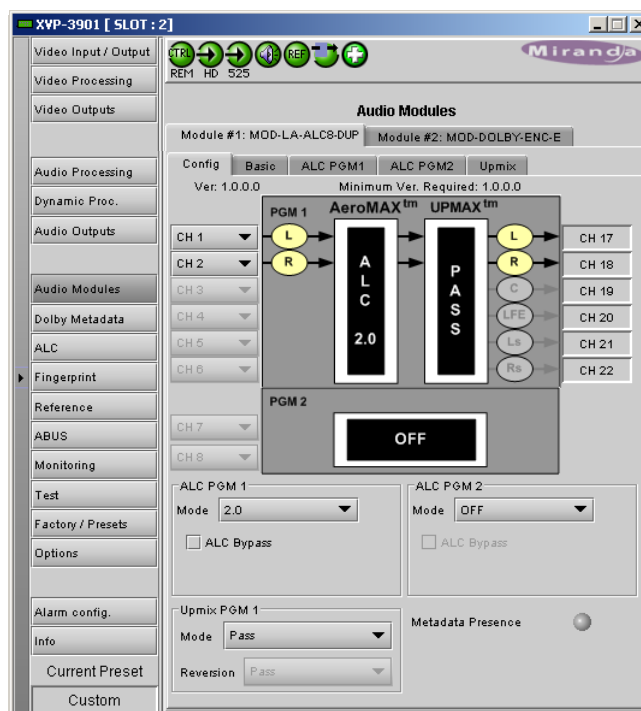 XVP-3901 [ SLOT : 2]
Video Input / Output
Video Processing
Video Outputs
Audio Processing
Dynamic Proc.
Audio Outputs
Audio Modules
Dolby Metadata
ALC
Fingerprint
Reference
ABUS
Monitoring
Test
Factory / Presets
Options
Alarm config.
Info
Current Preset
Custom
CTRL REF
REM HD 525
Miranda
Audio Modules
Module #1: MOD-LA-ALC8-DUP Module #2: MOD-DOLBY-ENC-E
Config Basic ALC PGM1 ALC PGM2 Upmix
Ver: 1.0.0.0 Minimum Ver. Required: 1.0.0.0
PGM 1 AeroMAX tm UPMAX tm
CH 1 L L CH 17
CH 2 R R CH 18
CH 3 C CH 19
CH 4 LFE CH 20
CH 5 Ls CH 21
CH 6 Rs CH 22
ALC 2.0
PASS
PGM 2
CH 7
CH 8
OFF
ALC PGM 1
Mode 2.0
ALC Bypass
ALC PGM 2
Mode OFF
ALC Bypass
Upmix PGM 1
Mode Pass
Reversion Pass
Metadata Presence